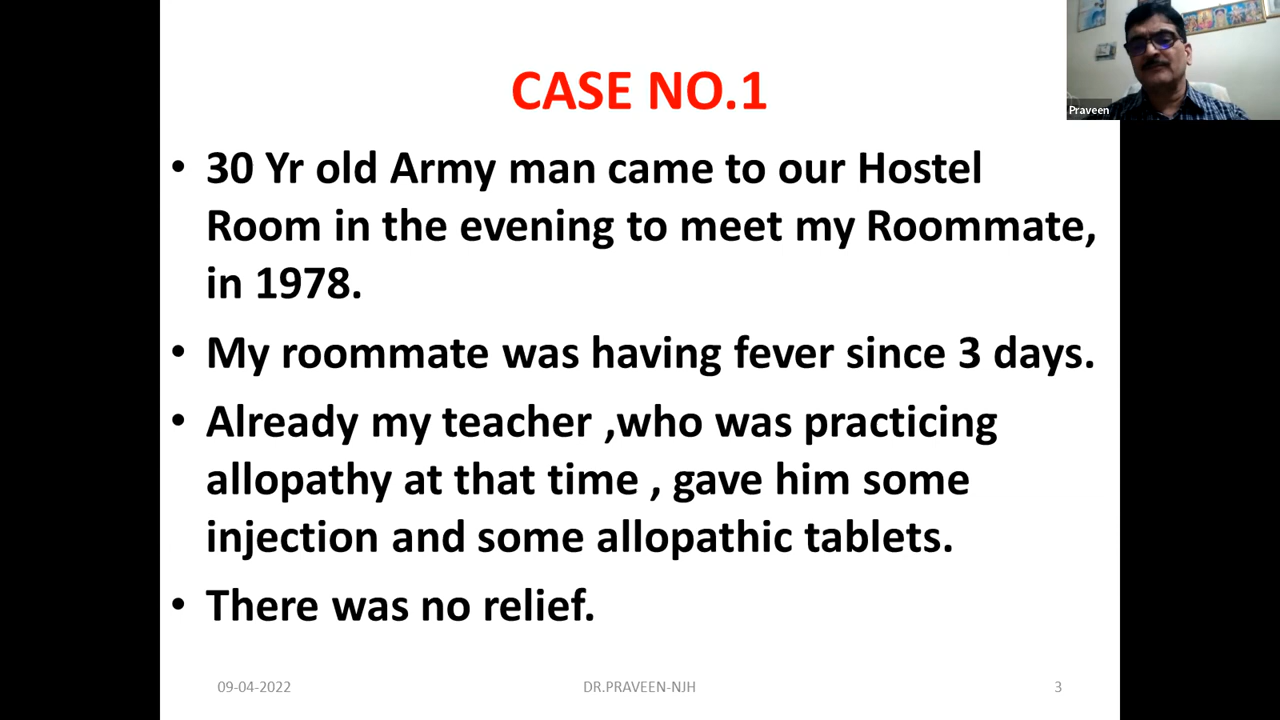 Praveen
CASE NO.1
• 30 Yr old Army man came to our Hostel
Room in the evening to meet my Roommate,
in 1978.
• My roommate was having fever since 3 days.
• Already my teacher ,who was practicing
allopathy at that time , gave him some
injection and some allopathic tablets.
• There was no relief.
09-04-2022
DR.PRAVEEN-NJH
3